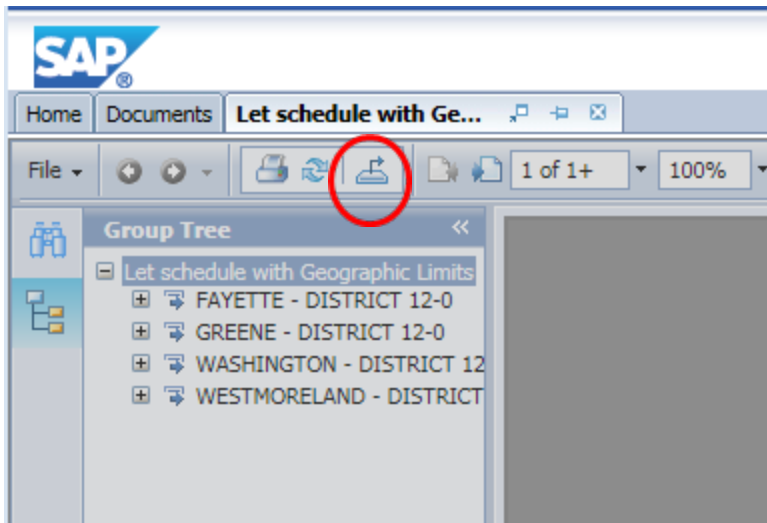 SAP®
Home Documents Let schedule with Ge...
File 1 of 1+ 100%
Group Tree «
Let schedule with Geographic Limits
FAYETTE - DISTRICT 12-0
GREENE - DISTRICT 12-0
WASHINGTON - DISTRICT 12
WESTMORELAND - DISTRICT